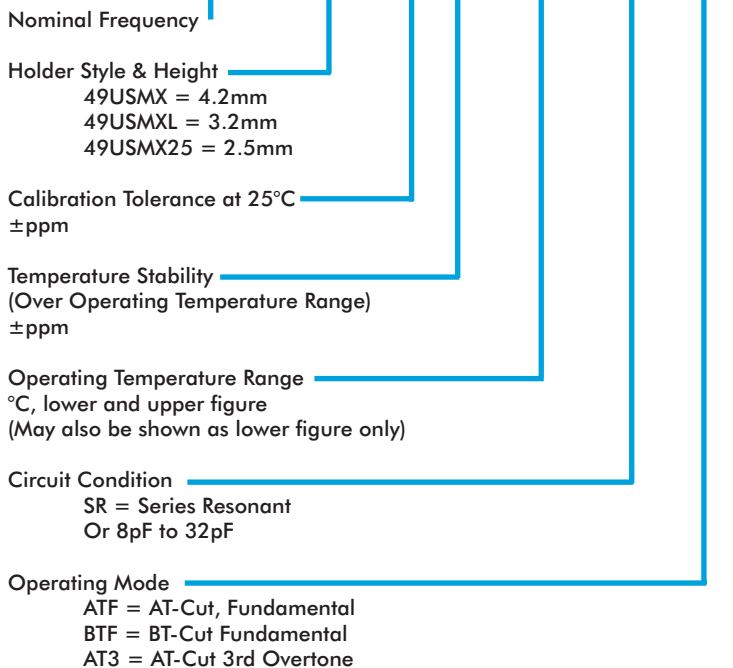 Nominal Frequency
Holder Style & Height
49USMX = 4.2mm
49USMXL = 3.2mm
49USMX25 = 2.5mm
Calibration Tolerance at 25°C
±ppm
Temperature Stability
(Over Operating Temperature Range)
±ppm
Operating Temperature Range
°C, lower and upper figure
(May also be shown as lower figure only)
Circuit Condition
SR = Series Resonant
Or 8pF to 32pF
Operating Mode
ATF = AT-Cut, Fundamental
BTF = BT-Cut Fundamental
AT3 = AT-Cut 3rd Overtone